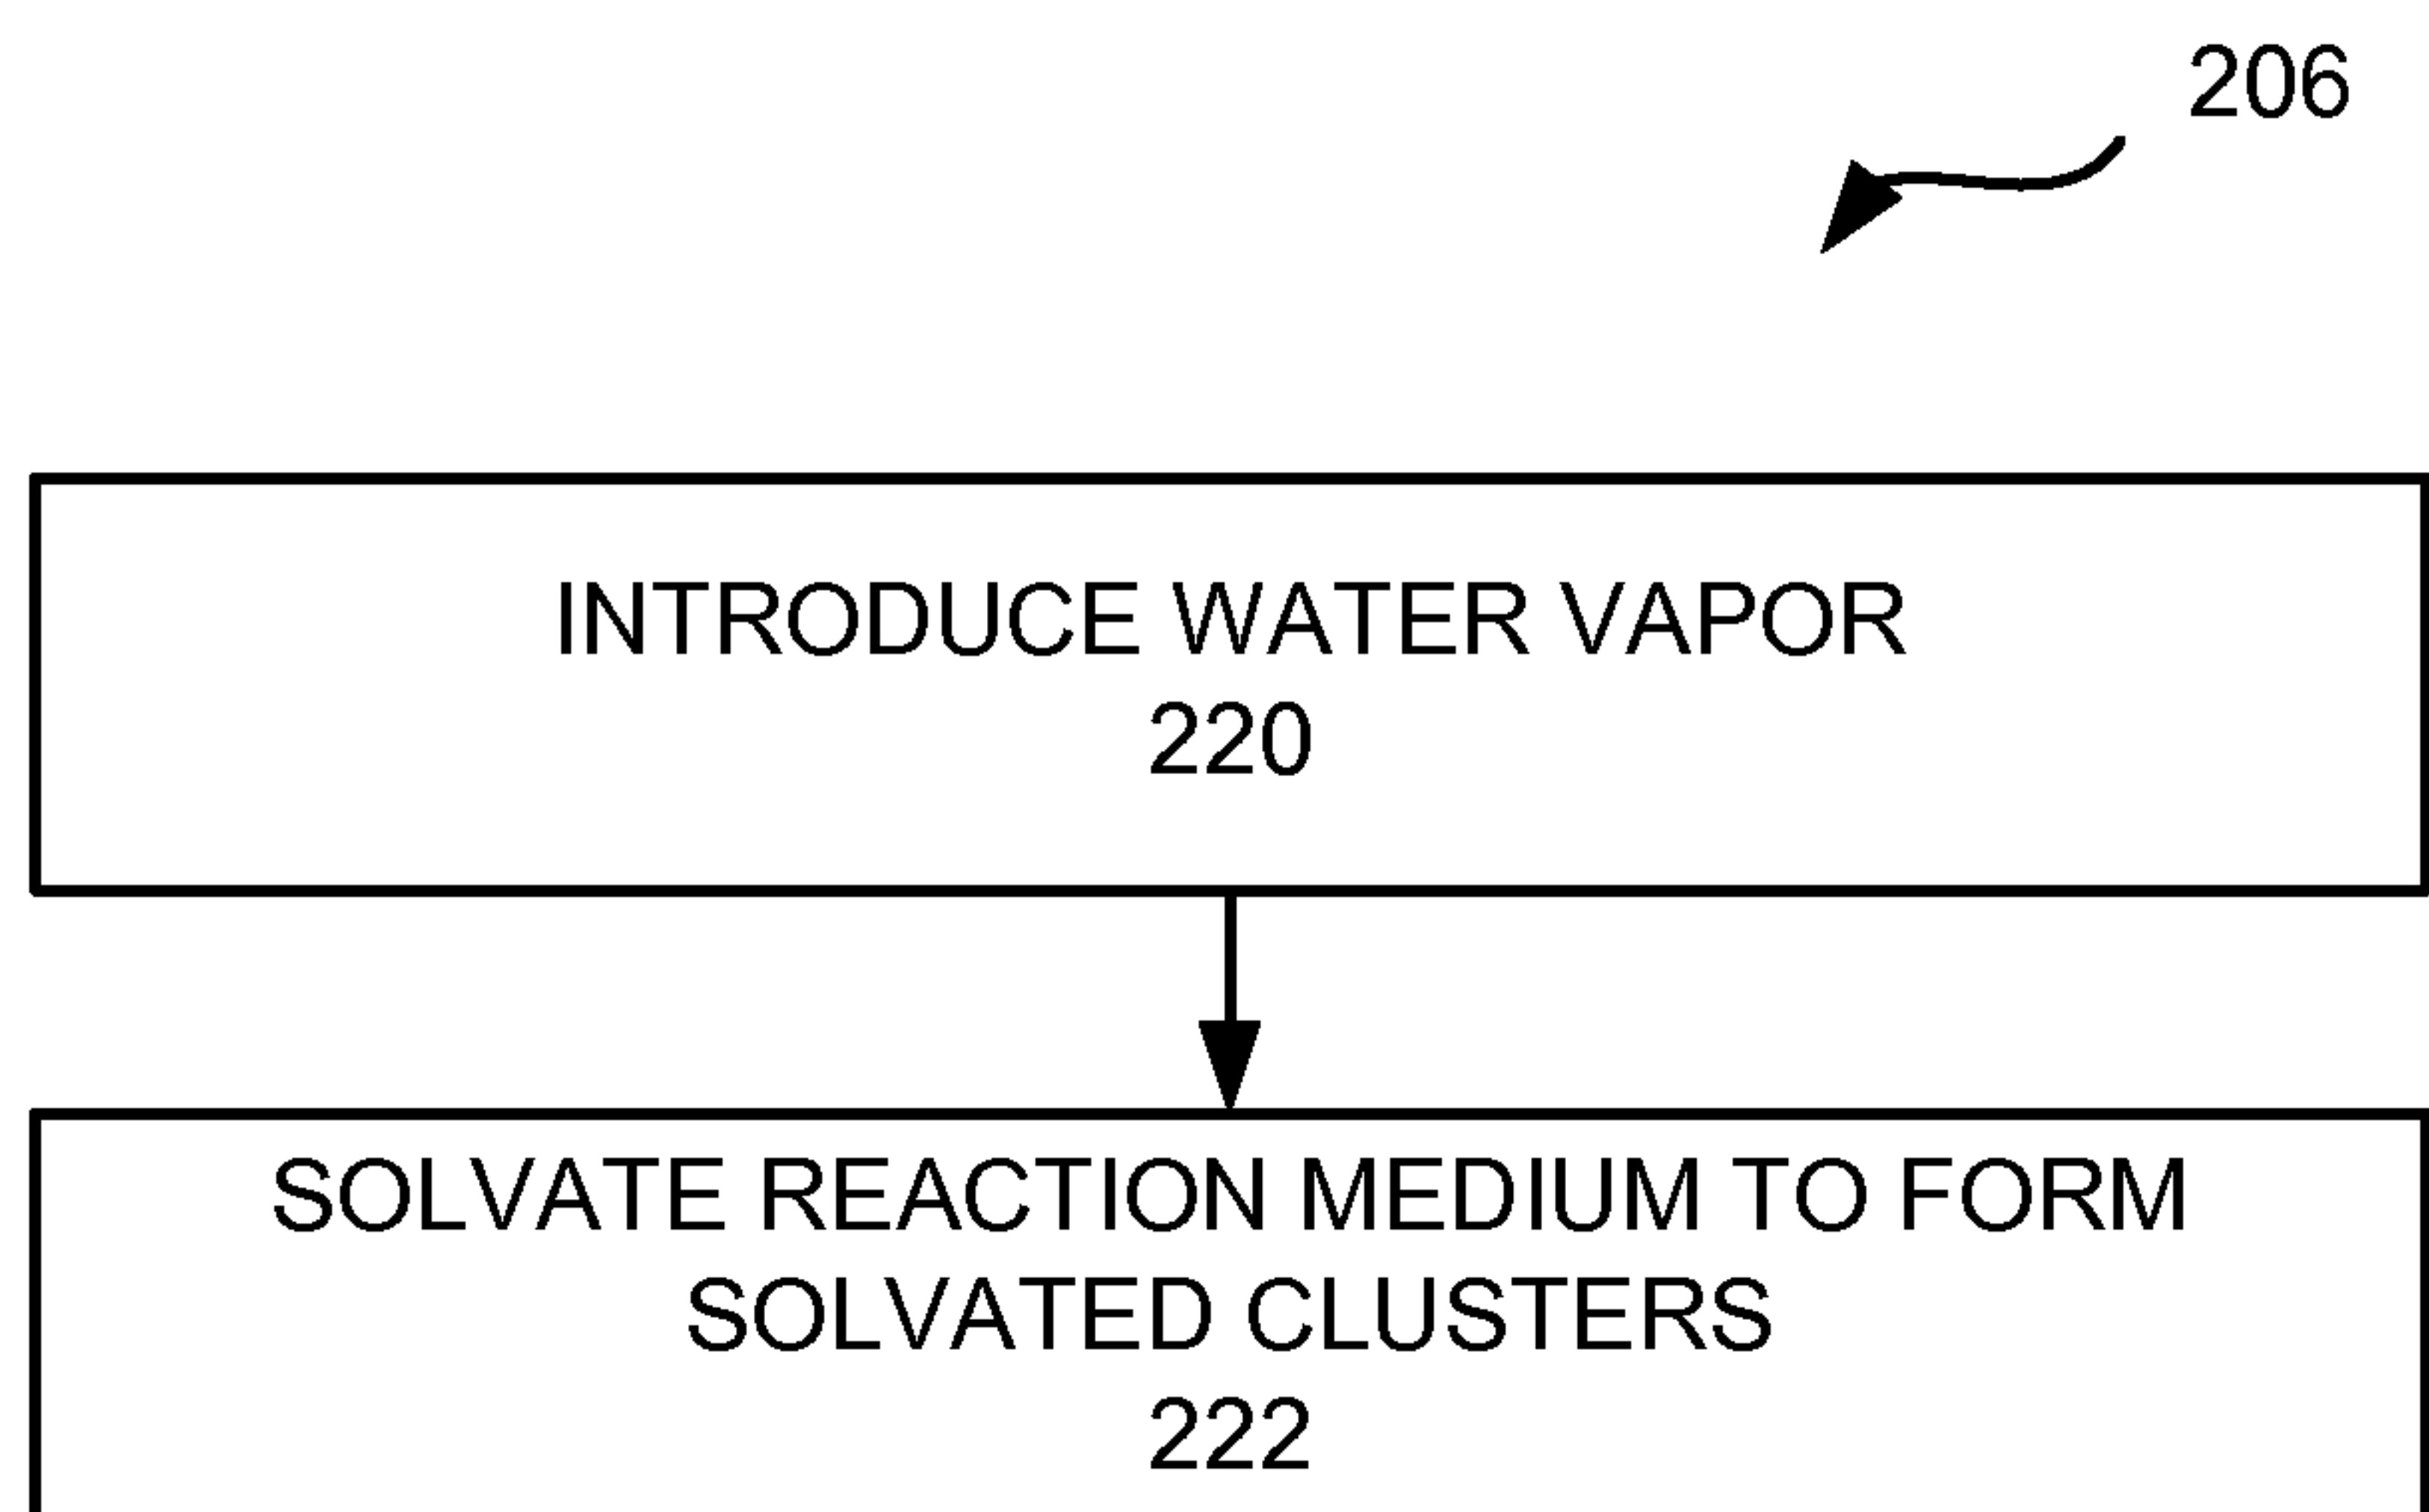 206
INTRODUCE WATER VAPOR
220
SOLVATE REACTION MEDIUM TO FORM
SOLVATED CLUSTERS
222